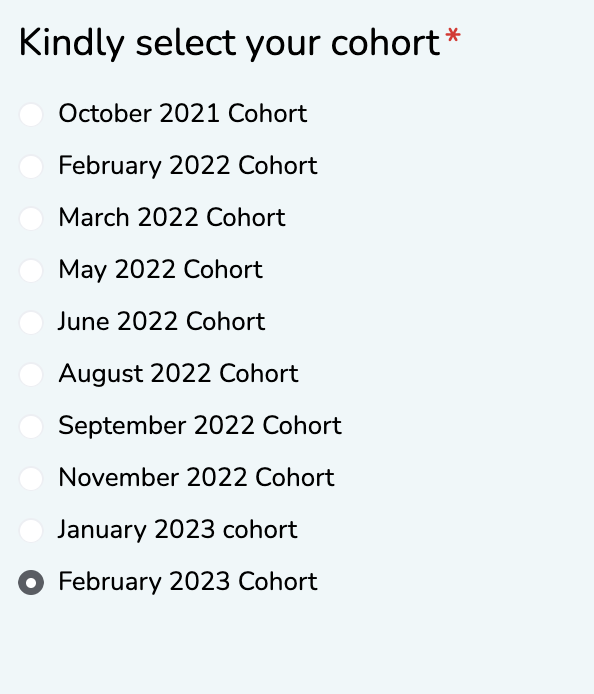 Kindly select your cohort *
October 2021 Cohort
February 2022 Cohort
March 2022 Cohort
May 2022 Cohort
June 2022 Cohort
August 2022 Cohort
September 2022 Cohort
November 2022 Cohort
January 2023 cohort
February 2023 Cohort